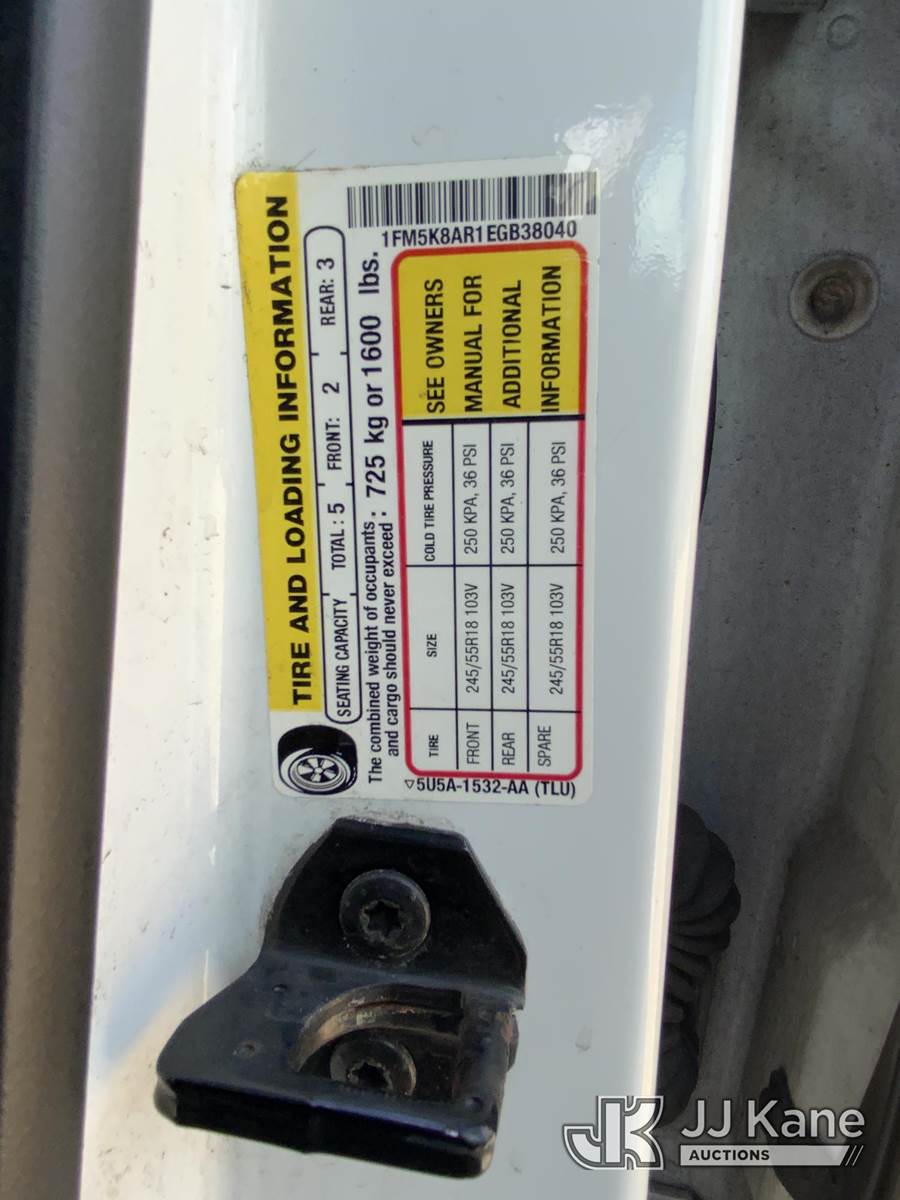 1FM5K8AR1EGB38040
TIRE AND LOADING INFORMATION
SEATING CAPACITY TOTAL : 5 FRONT: 2 REAR: 3
The combined weight of occupants : 725 kg or 1600 lbs.
and cargo should never exceed :
TIRE SIZE COLD TIRE PRESSURE SEE OWNERS
FRONT 245/55R18 103V 250 KPA, 36 PSI MANUAL FOR
REAR 245/55R18 103V 250 KPA, 36 PSI ADDITIONAL
SPARE 245/55R18 103V 250 KPA, 36 PSI INFORMATION
▽5U5A-1532-AA (TLU)
JK JJ Kane
AUCTIONS